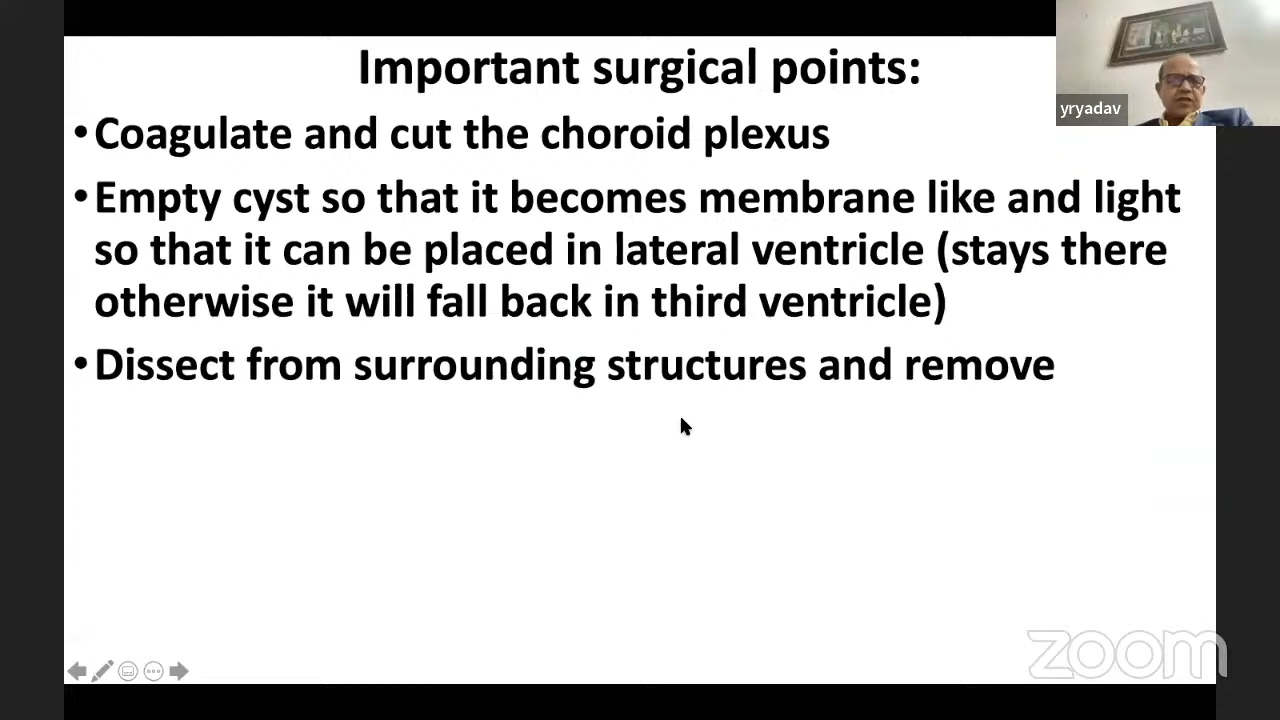 Important surgical points:
yryadav
•Coagulate and cut the choroid plexus
•Empty cyst so that it becomes membrane like and light
so that it can be placed in lateral ventricle (stays there
otherwise it will fall back in third ventricle)
•Dissect from surrounding structures and remove
zoom